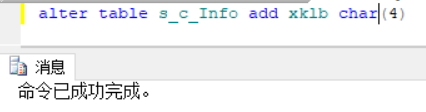 alter table s_c_Info add xklb char(4)
消息
命令已成功完成。